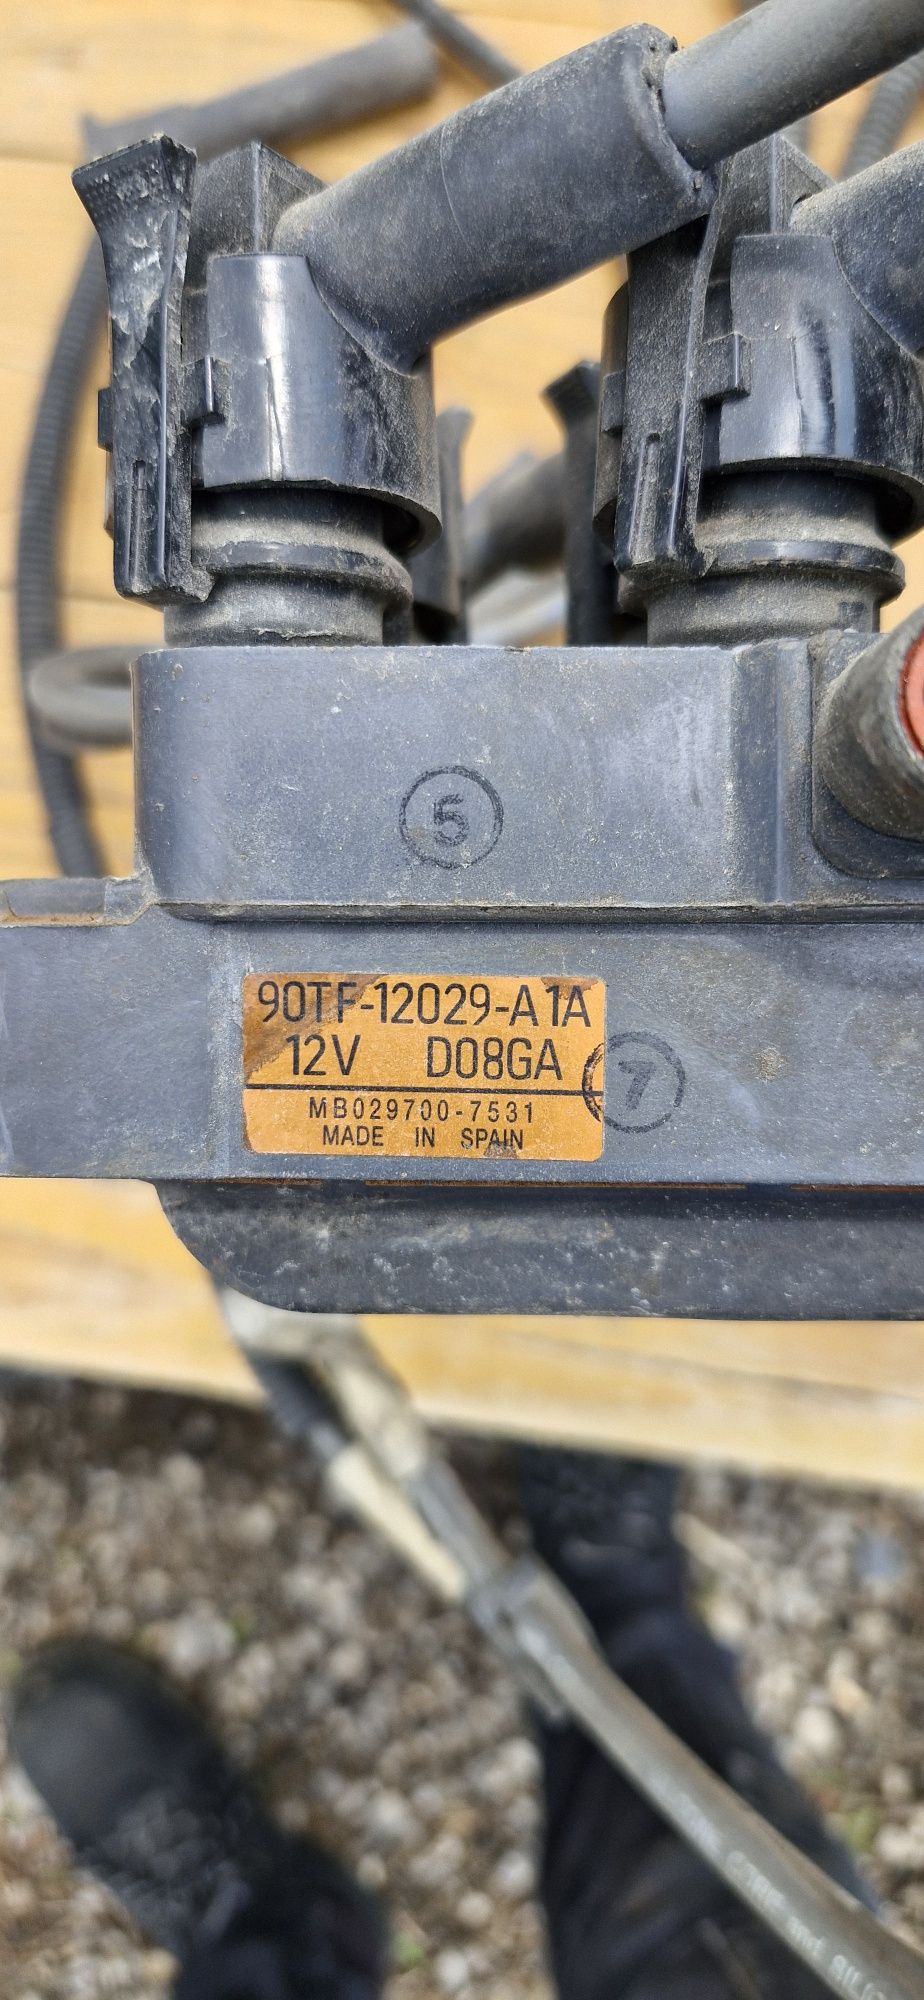 5
90TF-12029-A1A
12V D08GA
7
MB029700-7531
MADE IN SPAIN